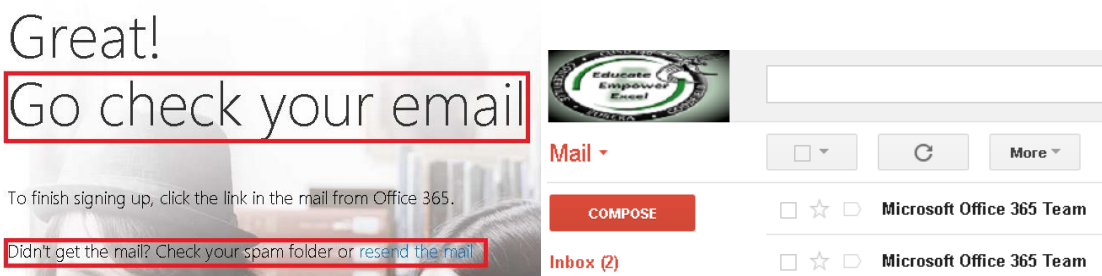 Great!
Go check your email
To finish signing up, click the link in the mail from Office 365.
Didn't get the mail? Check your spam folder or resend the mail
Educate
Empower
Excel
EUREKA
Mail
More
COMPOSE
Microsoft Office 365 Team
Inbox (2)
Microsoft Office 365 Team